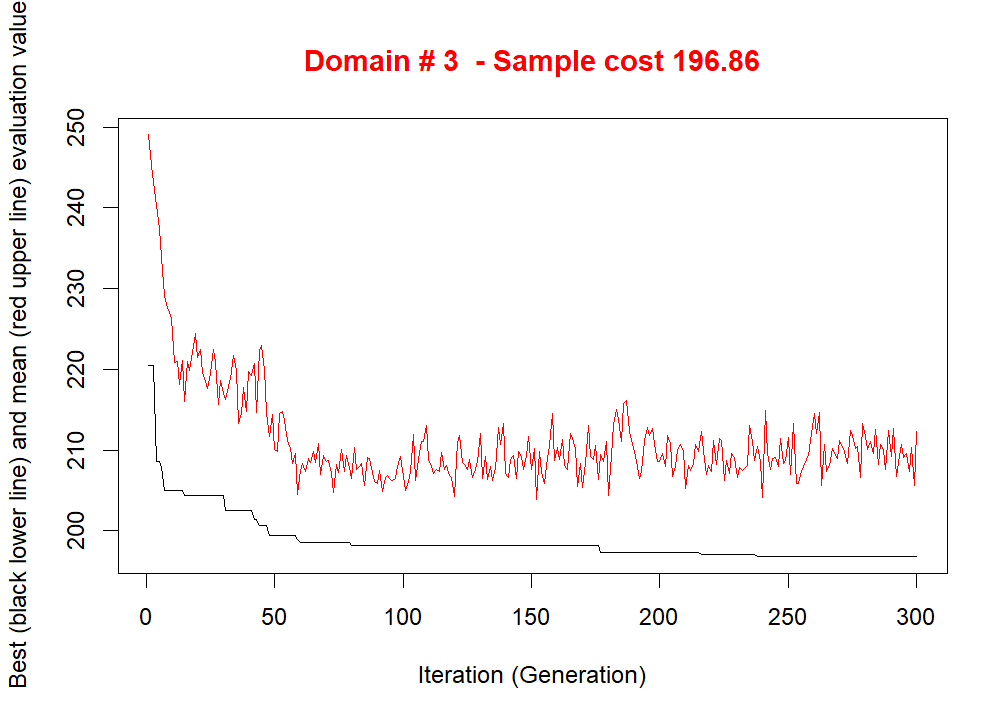 Domain # 3  - Sample cost 196.86
Best (black lower line) and mean (red upper line) evaluation value
250
240
230
220
210
200
0 50 100 150 200 250 300
Iteration (Generation)